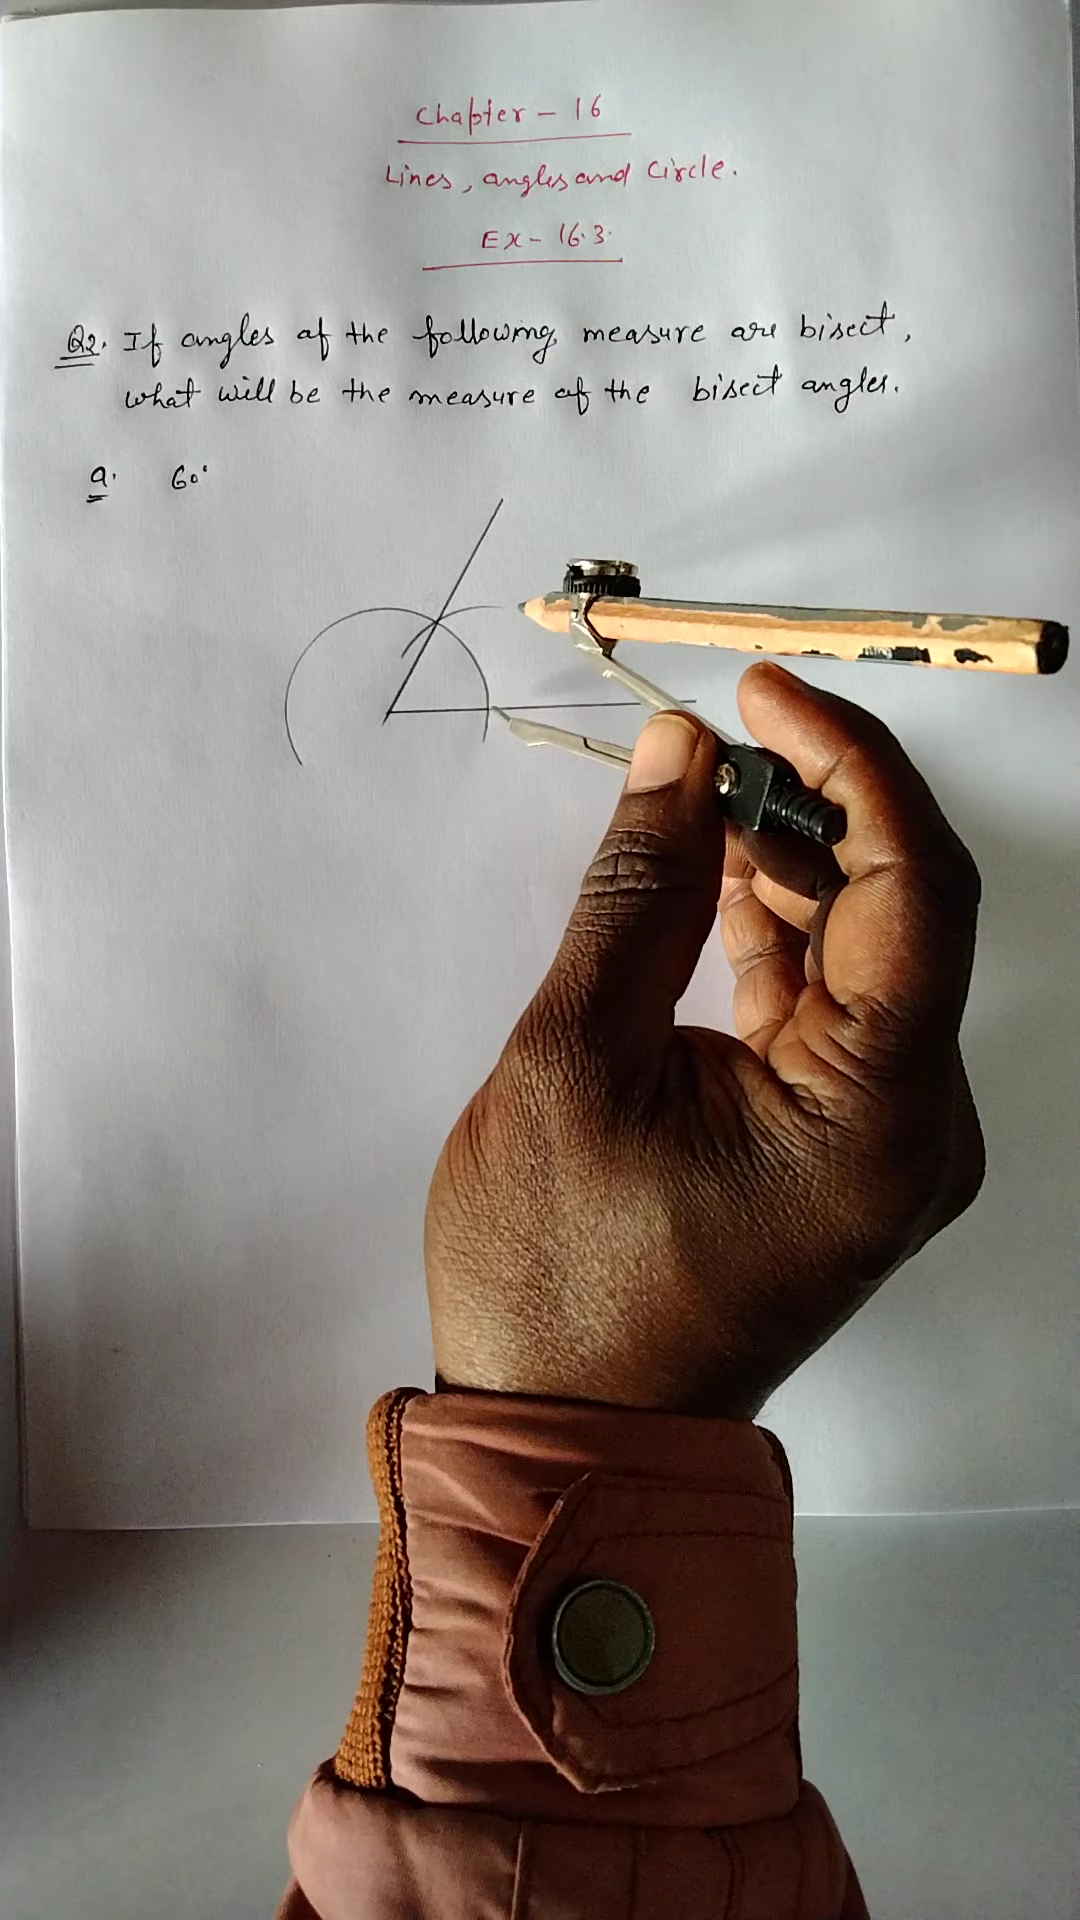 Chapter - 16
Lines, angles and Circle.
Ex- 16.3.
Q2. If angles of the following measure are bisect,
what will be the measure of the bisect angles.
a. 60°